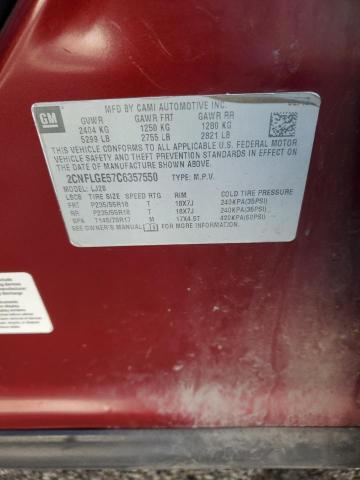 MFD BY CAMI AUTOMOTIVE INC.
GM
GVWR GAWR FRT GAWR RR
2404 KG 1250 KG 1280 KG
5299 LB 2755 LB 2821 LB
THIS VEHICLE CONFORMS TO ALL APPLICABLE U.S. FEDERAL MOTOR
VEHICLE SAFETY, BUMPER, AND THEFT PREVENTION STANDARDS
IN EFFECT ON THE DATE OF MANUFACTURE SHOWN ABOVE.
2CNFLGE57C6357550 TYPE: M.P.V.
MODEL: LJ26
TIRE SIZE SPEED RTG RIM COLD TIRE PRESSURE
FRT P235/55R18 T 18X7J 240KPA(35PSI)
RR P235/55R18 T 18X7J 240KPA(35PSI)
SPA T145/70R17 M 17X4.5T 420KPA(60PSI)
SEE OWNER'S MANUAL